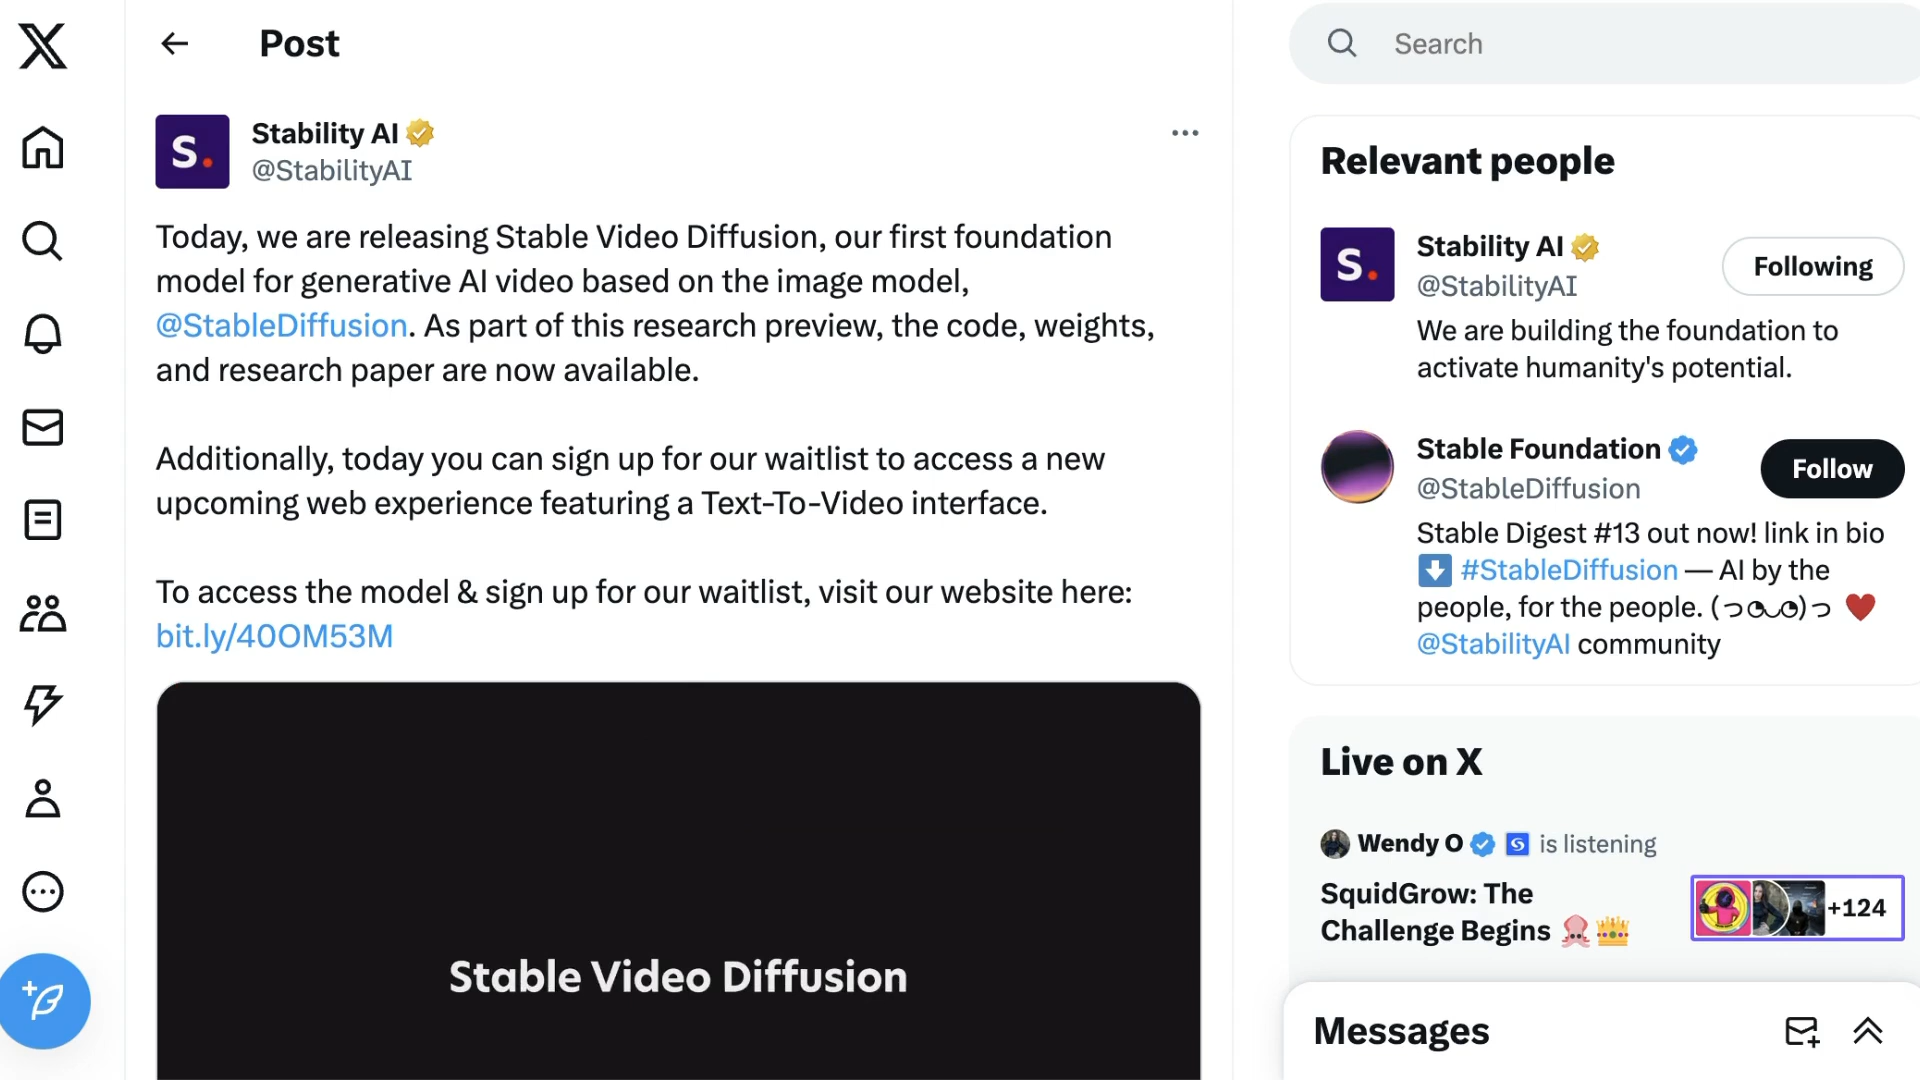 Post
Search
S.
Stability AI
@StabilityAI
Today, we are releasing Stable Video Diffusion, our first foundation
model for generative AI video based on the image model,
@StableDiffusion. As part of this research preview, the code, weights,
and research paper are now available.
Additionally, today you can sign up for our waitlist to access a new
upcoming web experience featuring a Text-To-Video interface.
To access the model & sign up for our waitlist, visit our website here:
bit.ly/40OM53M
Stable Video Diffusion
Relevant people
S.
Stability AI
@StabilityAI
Following
We are building the foundation to
activate humanity's potential.
Stable Foundation
@StableDiffusion
Follow
Stable Digest #13 out now! link in bio
⬇️ #StableDiffusion — AI by the
people, for the people. (っ◔◡◔)っ ❤️
@StabilityAI community
Live on X
Wendy O S is listening
SquidGrow: The
Challenge Begins 🦑👑
+124
Messages